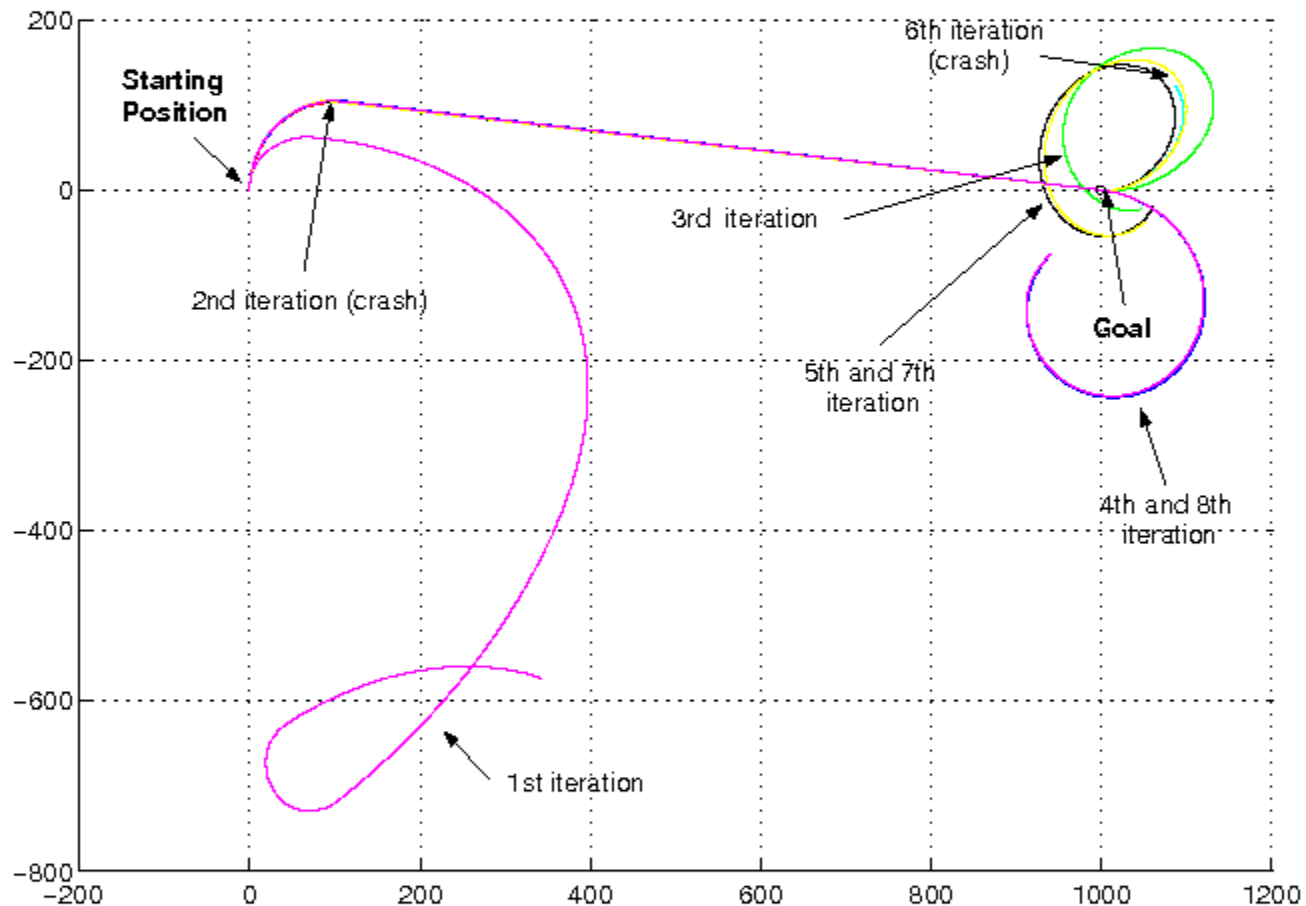 200
6th iteration
(crash)
Starting
Position
0
3rd iteration
2nd iteration (crash)
Goal
−200
5th and 7th
iteration
−400
4th and 8th
iteration
−600
1st iteration
−800
−200
0
200
400
600
800
1000
1200